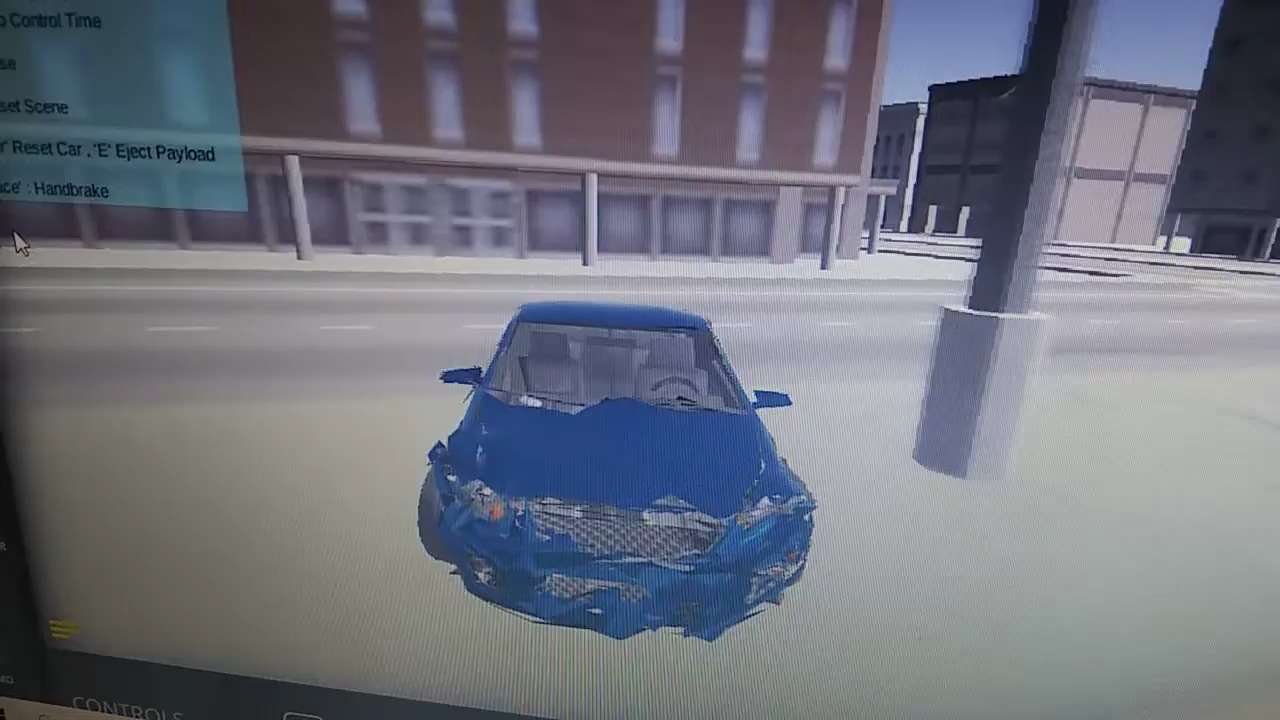 Control Time
se
set Scene
r' Reset Car , 'E' Eject Payload
ace' : Handbrake
CONTROLS